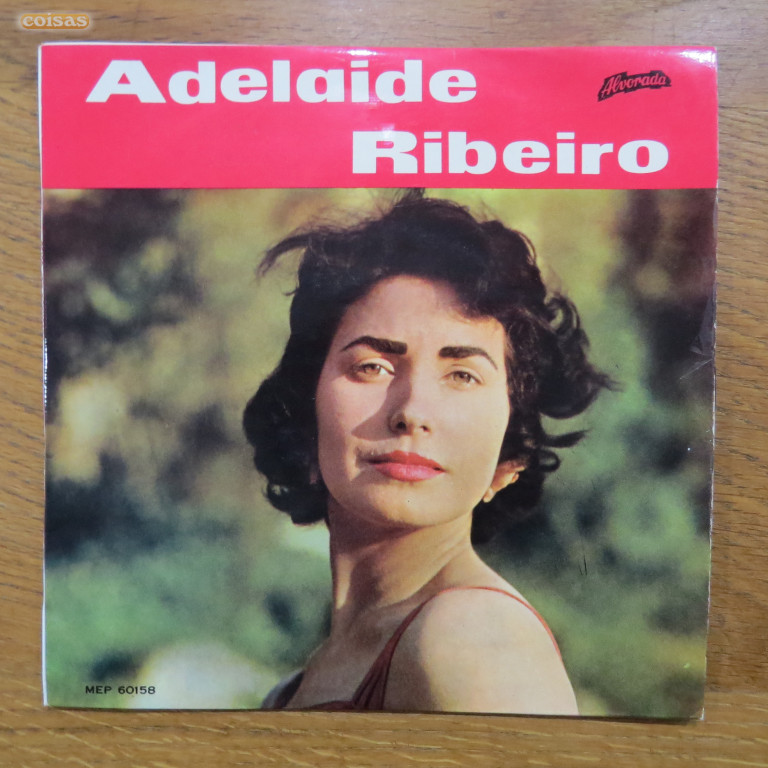 coisas
Adelaide
Alvorada
Ribeiro
MEP 60158